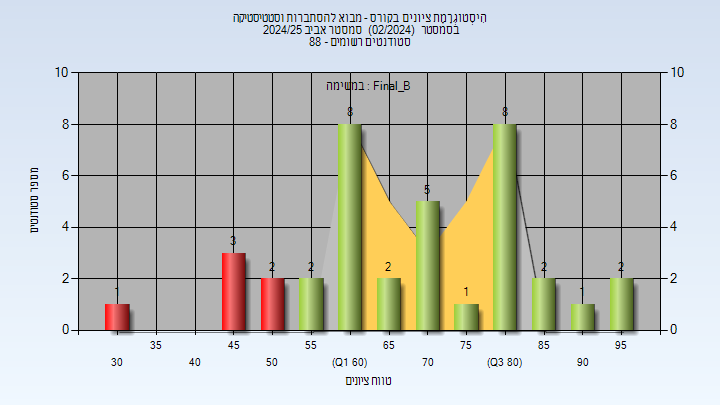 הִיסְטוֹגְרָמַת ציונים בקורס - מבוא להסתברות וסטטיסטיקה
בסמסטר (02/2024) סמסטר אביב 2024/25
סטודנטים רשומים - 88
במשימה : Final_B
10 10
8 8
6 6
4 4
2 2
0 0
1 3 2 2 8 2 5 1 8 2 1 2
מספר סטודנטים
35 45 55 65 75 85 95
30 40 50 (Q1 60) 70 (Q3 80) 90
טווח ציונים